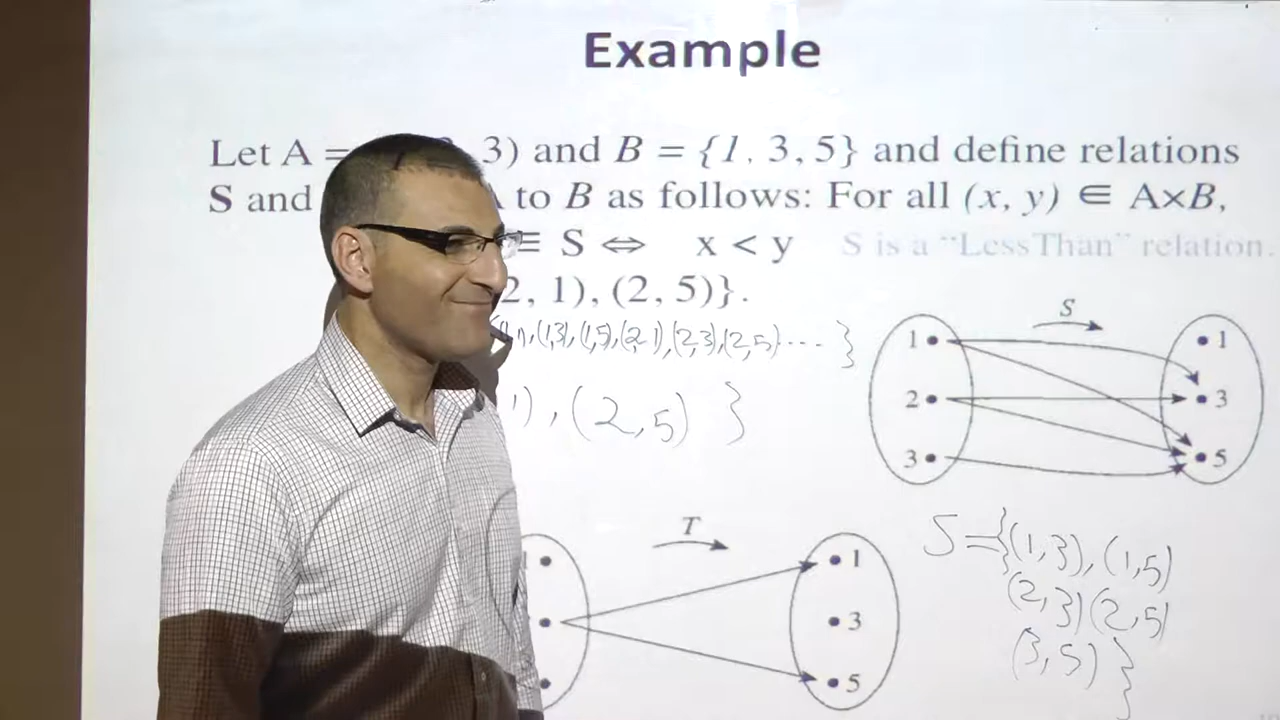 Example
Let A = 3) and B = {1, 3, 5} and define relations
S and to B as follows: For all (x, y) ∈ A×B,
S ⇔ x < y S is a “LessThan” relation.
2, 1), (2, 5)}.
(1,3), (1,5), (2,1), (2,3), (2,5) .... }
1), (2,5) }
S
1 1
2 3
3 5
T
1
3
5
S={(1,3), (1,5)
(2,3) (2,5)
(3,5) }